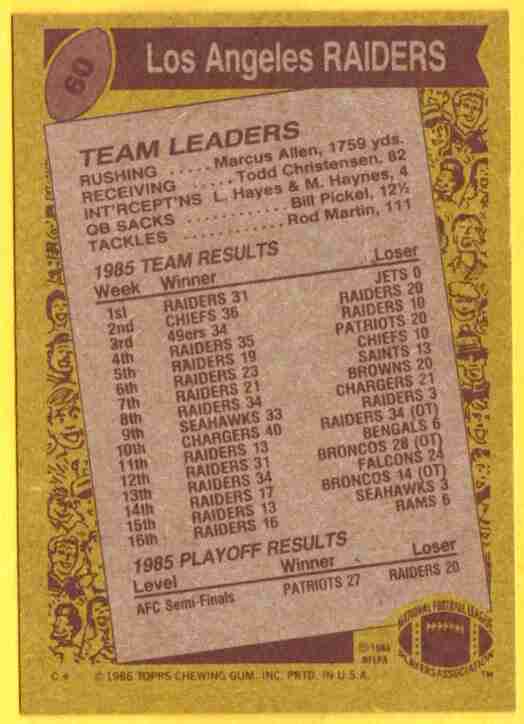 60
Los Angeles RAIDERS
TEAM LEADERS
RUSHING ..... Marcus Allen, 1759 yds.
RECEIVING ..... Todd Christensen, 82
INT'RCEPT'NS L. Hayes & M. Haynes, 4
QB SACKS ............ Bill Pickel, 12½
TACKLES ............ Rod Martin, 111
1985 TEAM RESULTS
Week Winner Loser
1st RAIDERS 31 JETS 0
2nd CHIEFS 36 RAIDERS 20
3rd 49ers 34 RAIDERS 10
4th RAIDERS 35 PATRIOTS 20
5th RAIDERS 19 CHIEFS 10
6th RAIDERS 23 SAINTS 13
7th RAIDERS 21 BROWNS 20
8th RAIDERS 34 CHARGERS 21
9th SEAHAWKS 33 RAIDERS 3
10th CHARGERS 40 RAIDERS 34 (OT)
11th RAIDERS 13 BENGALS 6
12th RAIDERS 31 BRONCOS 28 (OT)
13th RAIDERS 34 FALCONS 24
14th RAIDERS 17 BRONCOS 14 (OT)
15th RAIDERS 13 SEAHAWKS 3
16th RAIDERS 16 RAMS 6
1985 PLAYOFF RESULTS
Level Winner Loser
AFC Semi-Finals PATRIOTS 27 RAIDERS 20
NATIONAL FOOTBALL LEAGUE
PLAYERS ASSOCIATION
TM
© 1986
NFLPA
C* © 1986 TOPPS CHEWING GUM, INC. PRTD. IN U.S.A.